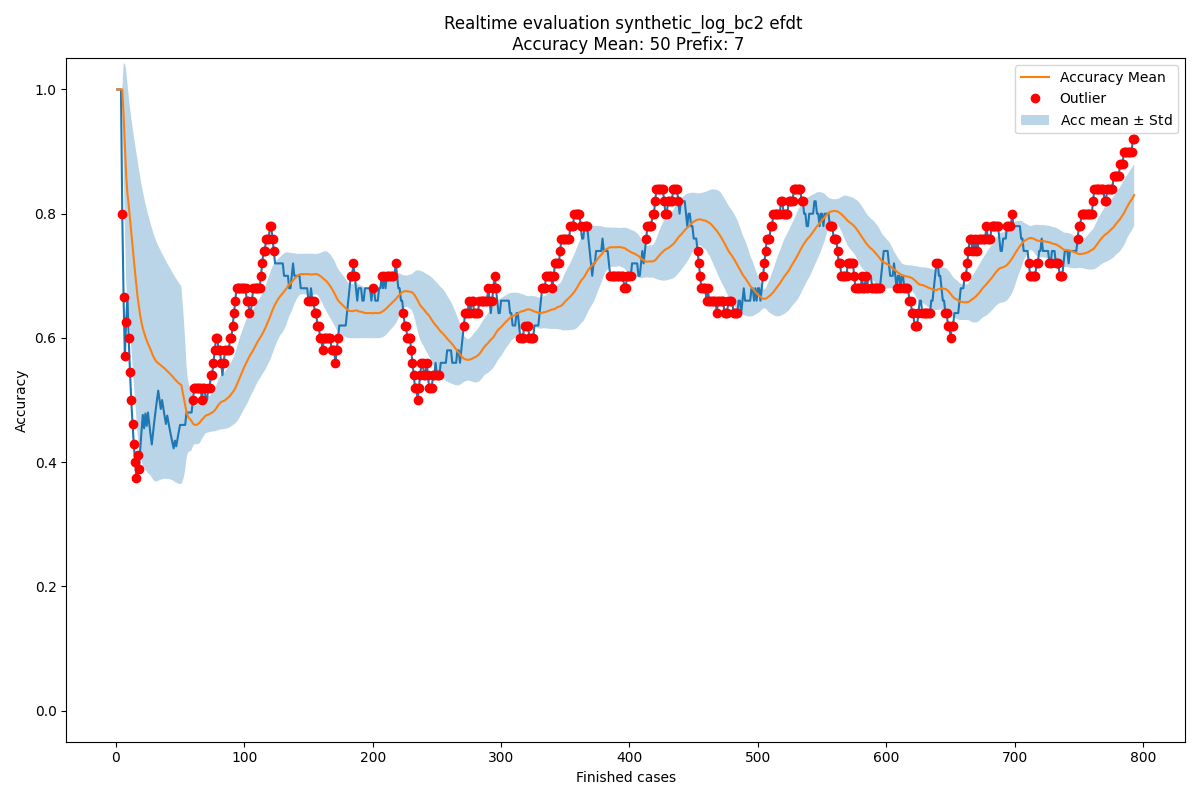 Realtime evaluation synthetic_log_bc2 efdt
Accuracy Mean: 50 Prefix: 7
Accuracy Mean
Outlier
Acc mean ± Std
1.0
0.8
0.6
0.4
0.2
0.0
Accuracy
0 100 200 300 400 500 600 700 800
Finished cases